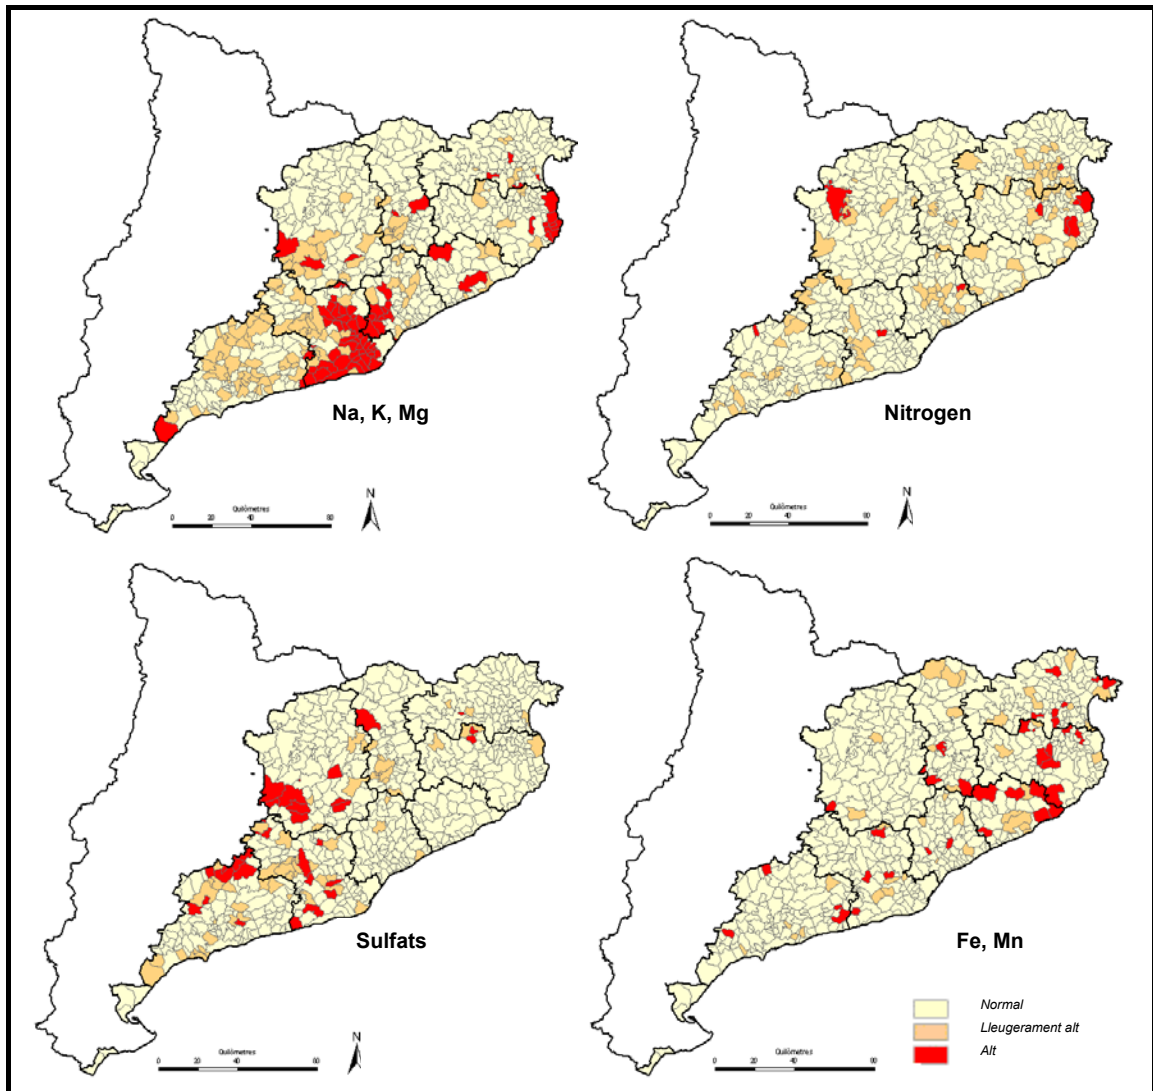 Na, K, Mg
N
Quilòmetres
0 20 40 80
Nitrogen
N
Quilòmetres
0 20 40 80
Sulfats
N
Quilòmetres
0 20 40 80
Fe, Mn
Normal
Lleugerament alt
Alt
N
Quilòmetres
0 20 40 80